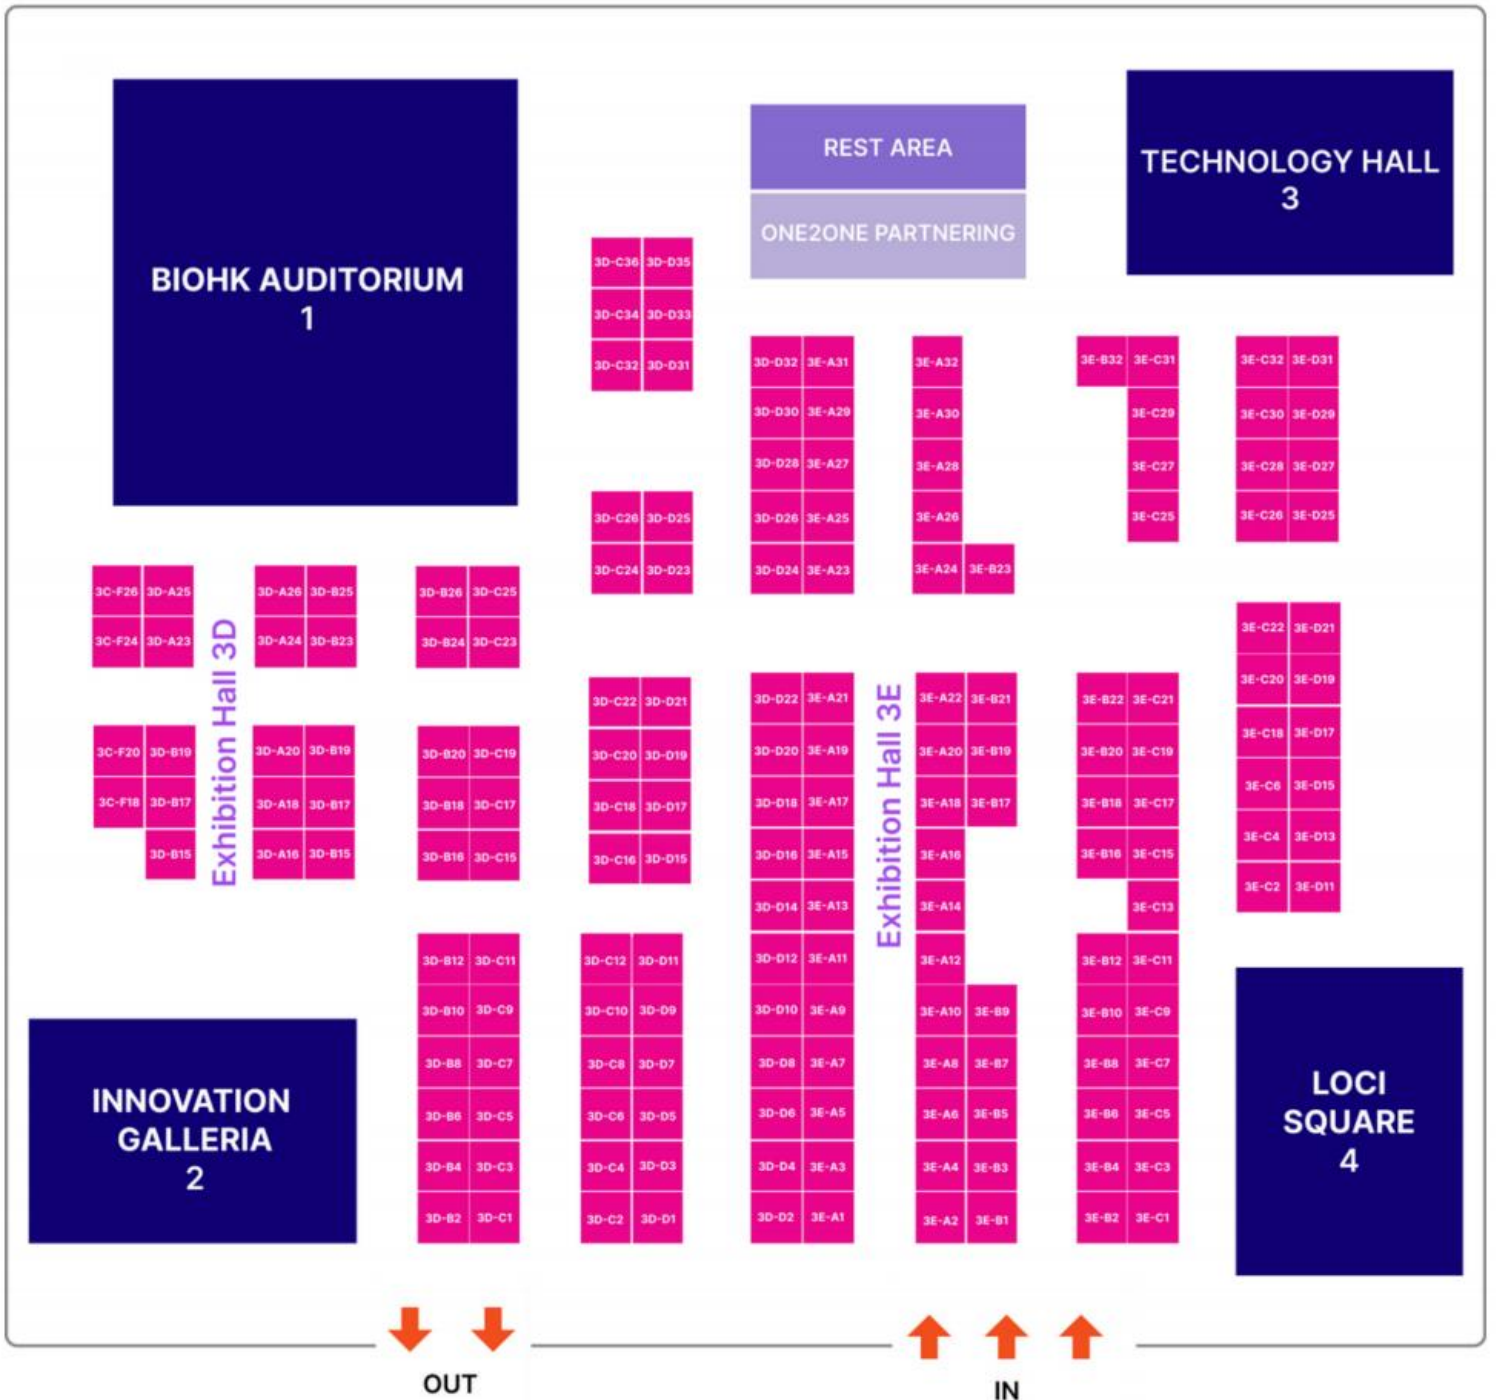 BIOHK AUDITORIUM
1
REST AREA
ONE2ONE PARTNERING
TECHNOLOGY HALL
3
3D-C36 3D-D35
3D-C34 3D-D33
3D-C32 3D-D31
3D-C26 3D-D25
3D-C24 3D-D23
3D-D32 3E-A31
3D-D30 3E-A29
3D-D28 3E-A27
3D-D26 3E-A25
3D-D24 3E-A23
3E-A32
3E-A30
3E-A28
3E-A26
3E-A24 3E-B23
3E-B32 3E-C31
3E-C29
3E-C27
3E-C25
3E-C32 3E-D31
3E-C30 3E-D29
3E-C28 3E-D27
3E-C26 3E-D25
3C-F26 3D-A25
3C-F24 3D-A23
Exhibition Hall 3D
3D-A26 3D-B25
3D-A24 3D-B23
3D-B26 3D-C25
3D-B24 3D-C23
3C-F20 3D-B19
3C-F18 3D-B17
3D-B15
3D-A20 3D-B19
3D-A18 3D-B17
3D-A16 3D-B15
3D-B20 3D-C19
3D-B18 3D-C17
3D-B16 3D-C15
3D-C22 3D-D21
3D-C20 3D-D19
3D-C18 3D-D17
3D-C16 3D-D15
3D-D22 3E-A21
3D-D20 3E-A19
3D-D18 3E-A17
3D-D16 3E-A15
3D-D14 3E-A13
3D-D12 3E-A11
3D-D10 3E-A9
3D-D8 3E-A7
3D-D6 3E-A5
3D-D4 3E-A3
3D-D2 3E-A1
Exhibition Hall 3E
3E-A22 3E-B21
3E-A20 3E-B19
3E-A18 3E-B17
3E-A16
3E-A14
3E-A12
3E-A10 3E-B9
3E-A8 3E-B7
3E-A6 3E-B5
3E-A4 3E-B3
3E-A2 3E-B1
3E-B22 3E-C21
3E-B20 3E-C19
3E-B18 3E-C17
3E-B16 3E-C15
3E-C13
3E-B12 3E-C11
3E-B10 3E-C9
3E-B8 3E-C7
3E-B6 3E-C5
3E-B4 3E-C3
3E-B2 3E-C1
3E-C22 3E-D21
3E-C20 3E-D19
3E-C18 3E-D17
3E-C6 3E-D15
3E-C4 3E-D13
3E-C2 3E-D11
INNOVATION
GALLERIA
2
3D-B12 3D-C11
3D-B10 3D-C9
3D-B8 3D-C7
3D-B6 3D-C5
3D-B4 3D-C3
3D-B2 3D-C1
3D-C12 3D-D11
3D-C10 3D-D9
3D-C8 3D-D7
3D-C6 3D-D5
3D-C4 3D-D3
3D-C2 3D-D1
LOCI
SQUARE
4
OUT
IN